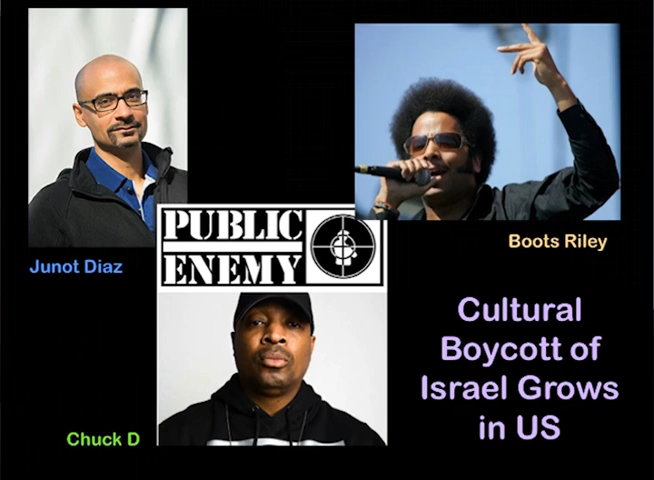 Junot Diaz
Boots Riley
PUBLIC
ENEMY
Chuck D
Cultural
Boycott of
Israel Grows
in US